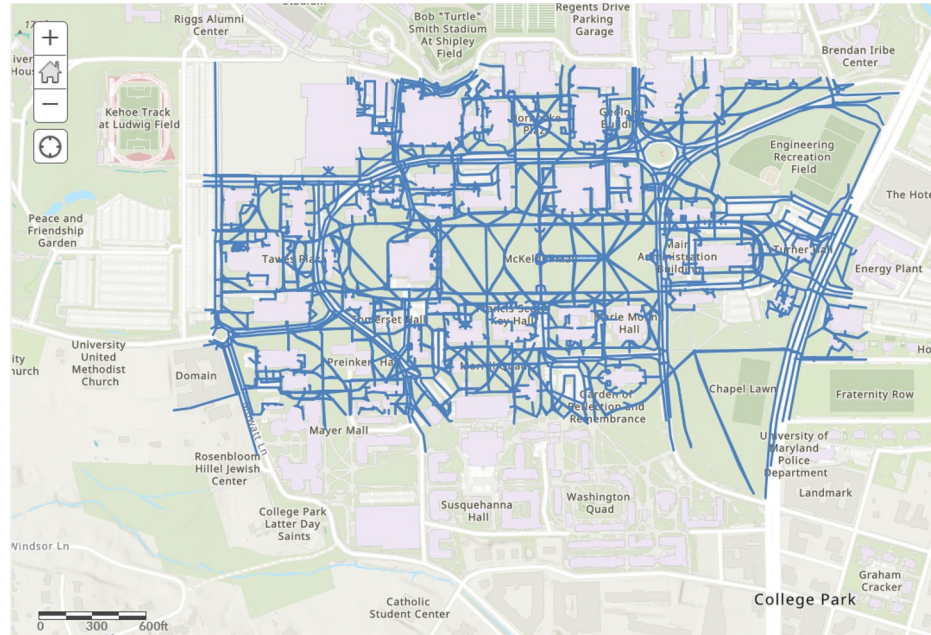 Riggs Alumni
Center
Bob "Turtle"
Smith Stadium
At Shipley
Field
Regents Drive
Parking
Garage
Brendan Iribe
Center
+
−
Kehoe Track
at Ludwig Field
Engineering
Recreation
Field
The Hote
Peace and
Friendship
Garden
Main
Administration
Building
Turner Hall
Energy Plant
Somerset Hall
Key Hall
Marie Mount
Hall
University
United
Methodist
Church
Domain
Preinkert Hall
Chapel Lawn
Fraternity Row
Garden of
Reflection and
Remembrance
Mayer Mall
Rosenbloom
Hillel Jewish
Center
University of
Maryland
Police
Department
Landmark
Susquehanna
Hall
Washington
Quad
College Park
Latter Day
Saints
Windsor Ln
Graham
Cracker
College Park
Catholic
Student Center
0 300 600ft